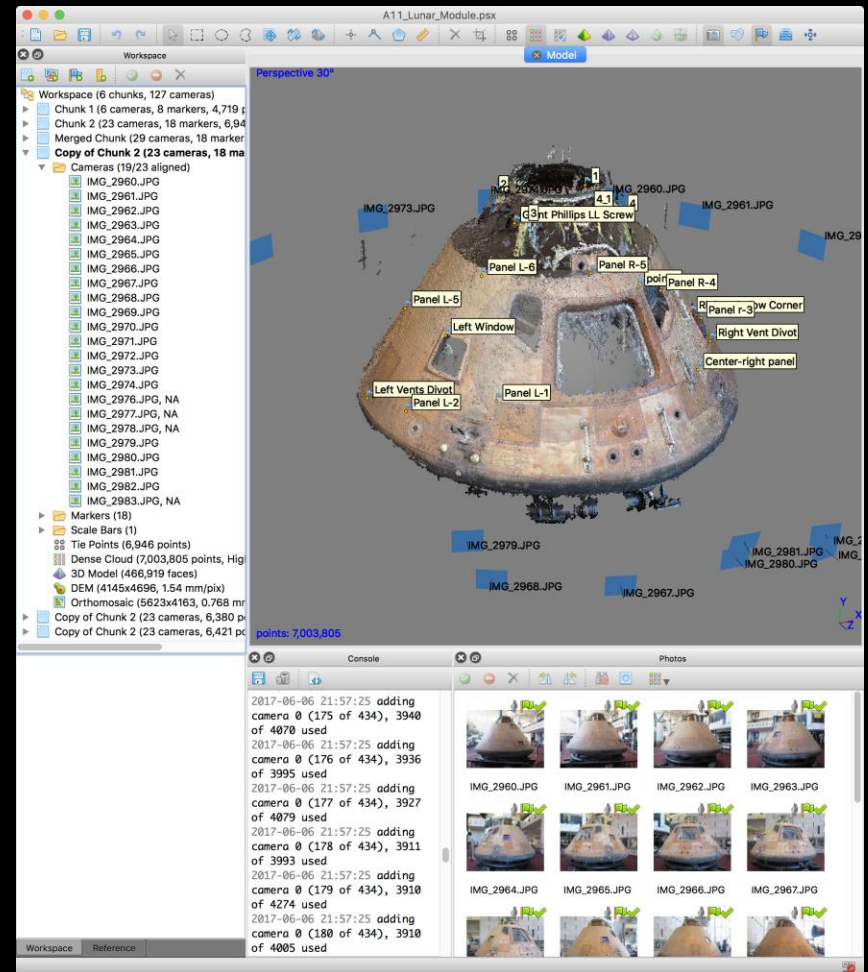 A11_Lunar_Module.psx
Workspace
Model
Workspace (6 chunks, 127 cameras)
Chunk 1 (6 cameras, 8 markers, 4,719 p
Chunk 2 (23 cameras, 18 markers, 6,94
Merged Chunk (29 cameras, 18 marker
Copy of Chunk 2 (23 cameras, 18 ma
Cameras (19/23 aligned)
IMG_2960.JPG
IMG_2961.JPG
IMG_2962.JPG
IMG_2963.JPG
IMG_2964.JPG
IMG_2965.JPG
IMG_2966.JPG
IMG_2967.JPG
IMG_2968.JPG
IMG_2969.JPG
IMG_2970.JPG
IMG_2971.JPG
IMG_2972.JPG
IMG_2973.JPG
IMG_2974.JPG
IMG_2976.JPG, NA
IMG_2977.JPG, NA
IMG_2978.JPG, NA
IMG_2979.JPG
IMG_2980.JPG
IMG_2981.JPG
IMG_2982.JPG
IMG_2983.JPG, NA
Markers (18)
Scale Bars (1)
Tie Points (6,946 points)
Dense Cloud (7,003,805 points, Hig
3D Model (466,919 faces)
DEM (4145x4696, 1.54 mm/pix)
Orthomosaic (5623x4163, 0.768 mr
Copy of Chunk 2 (23 cameras, 6,380 p
Copy of Chunk 2 (23 cameras, 6,421 pc
Workspace
Reference
Perspective 30°
1
IMG_2960.JPG
4_1
4
IMG_2973.JPG
3
nt Phillips LL Screw
IMG_2961.JPG
IMG_29
Panel L-6
Panel R-5
Panel R-4
Panel L-5
Panel r-3
ow Corner
Left Window
Right Vent Divot
Center-right panel
Left Vents Divot
Panel L-2
Panel L-1
IMG_2979.JPG
IMG_2981.JPG
IMG_2980.JPG
IMG_2968.JPG
IMG_2967.JPG
Y
X
Z
points: 7,003,805
Console
2017-06-06 21:57:25 adding
camera 0 (175 of 434), 3940
of 4070 used
2017-06-06 21:57:25 adding
camera 0 (176 of 434), 3936
of 3995 used
2017-06-06 21:57:25 adding
camera 0 (177 of 434), 3927
of 4079 used
2017-06-06 21:57:25 adding
camera 0 (178 of 434), 3911
of 3993 used
2017-06-06 21:57:25 adding
camera 0 (179 of 434), 3910
of 4274 used
2017-06-06 21:57:25 adding
camera 0 (180 of 434), 3910
of 4005 used
Photos
IMG_2960.JPG
IMG_2961.JPG
IMG_2962.JPG
IMG_2963.JPG
IMG_2964.JPG
IMG_2965.JPG
IMG_2966.JPG
IMG_2967.JPG